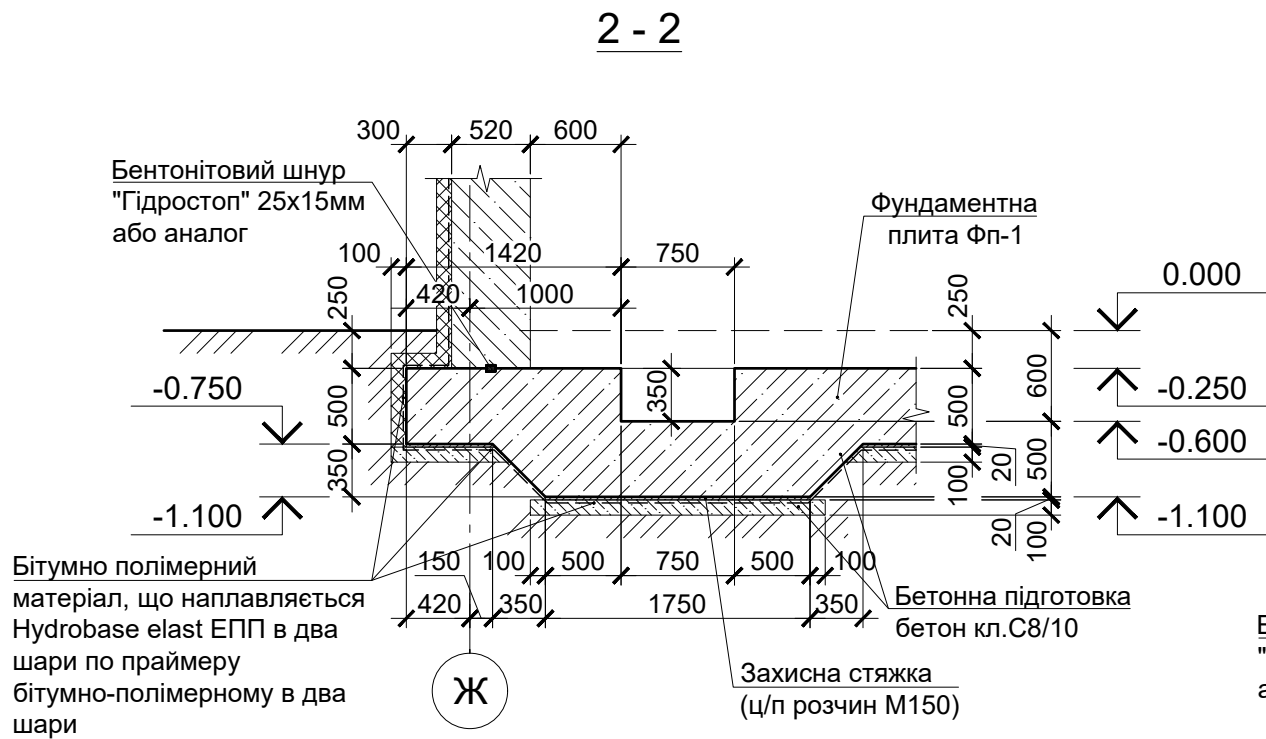 2 - 2
300 520 600
Бентонітовий шнур
"Гідростоп" 25х15мм
або аналог
Фундаментна
плита Фп-1
100 1420 750
420 1000
250
250
0.000
-0.750
500
350
350
500
600
-0.250
-0.600
20
100
500
-1.100
-1.100
20
100
150 100 500 750 500 100
420 350 1750 350
Бітумно полімерний
матеріал, що наплавляється
Hydrobase elast ЕПП в два
шари по праймеру
бітумно-полімерному в два
шари
Ж
Бетонна підготовка
бетон кл.С8/10
Захисна стяжка
(ц/п розчин М150)